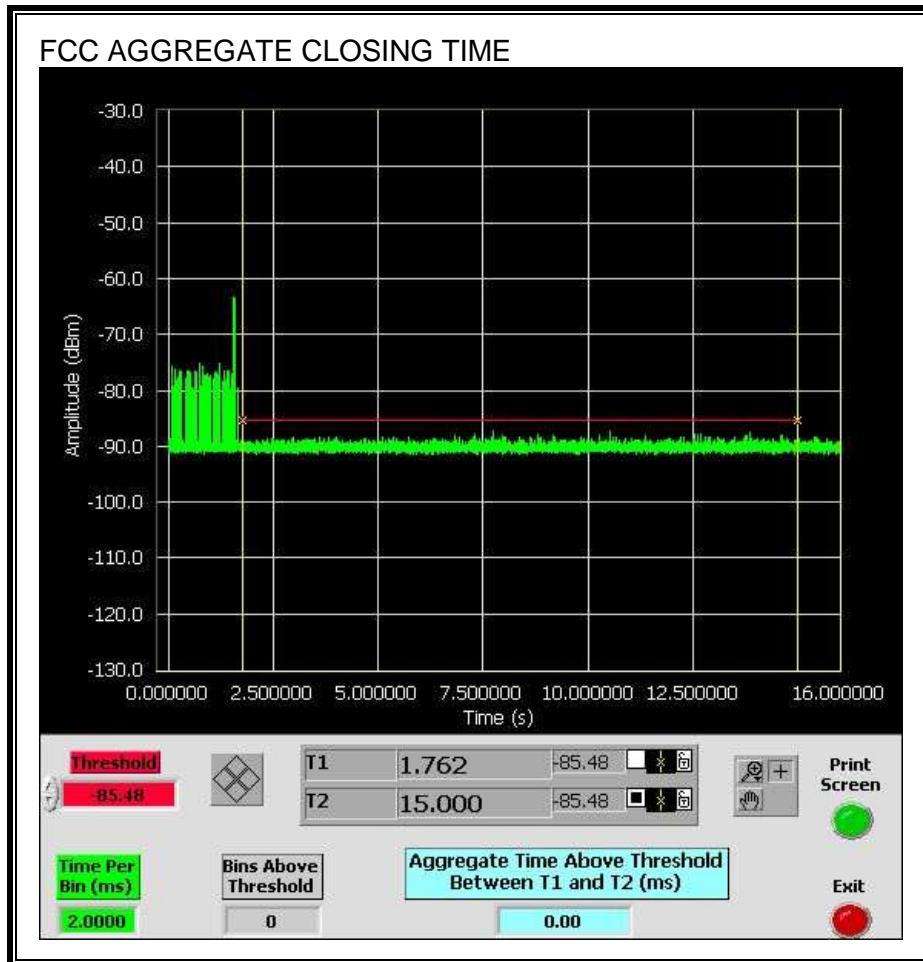 FCC AGGREGATE CLOSING TIME
-30.0
-40.0
-50.0
-60.0
-70.0
-80.0
-90.0
-100.0
-110.0
-120.0
-130.0
Amplitude (dBm)
0.000000 2.500000 5.000000 7.500000 10.000000 12.500000 16.000000
Time (s)
Threshold
-85.48
T1 1.762 -85.48
T2 15.000 -85.48
Print
Screen
Time Per
Bin (ms)
2.0000
Bins Above
Threshold
0
Aggregate Time Above Threshold
Between T1 and T2 (ms)
0.00
Exit